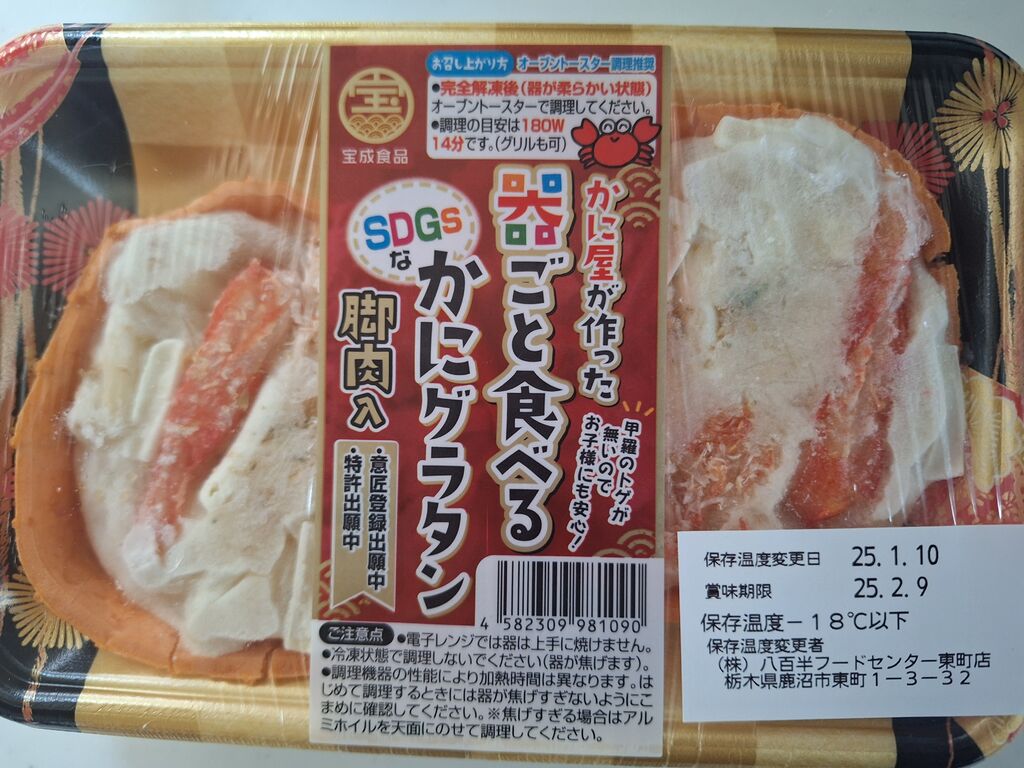 お召し上がり方 オーブントースター調理推奨
●完全解凍後(器が柔らかい状態)
オーブントースターで調理してください。
●調理の目安は180W
14分です。(グリルも可)
宝
宝成食品
かに屋が作った
器ごと食べる
SDGsな
かにグラタン
脚肉入
甲羅のトゲが
無いので
お子様にも安心!
・意匠登録出願中
・特許出願中
4 582309 981090
ご注意点 ●電子レンジでは器は上手に焼けません。
●冷凍状態で調理しないでください(器が焦げます)。
●調理機器の性能により加熱時間は異なります。は
じめて調理するときには器が焦げすぎないようにこ
まめに確認してください。※焦げすぎる場合はアル
ミホイルを天面にのせて調理してください。
保存温度変更日 25.1.10
賞味期限 25.2.9
保存温度-18℃以下
保存温度変更者
(株)八百半フードセンター東町店
栃木県鹿沼市東町1-3-32